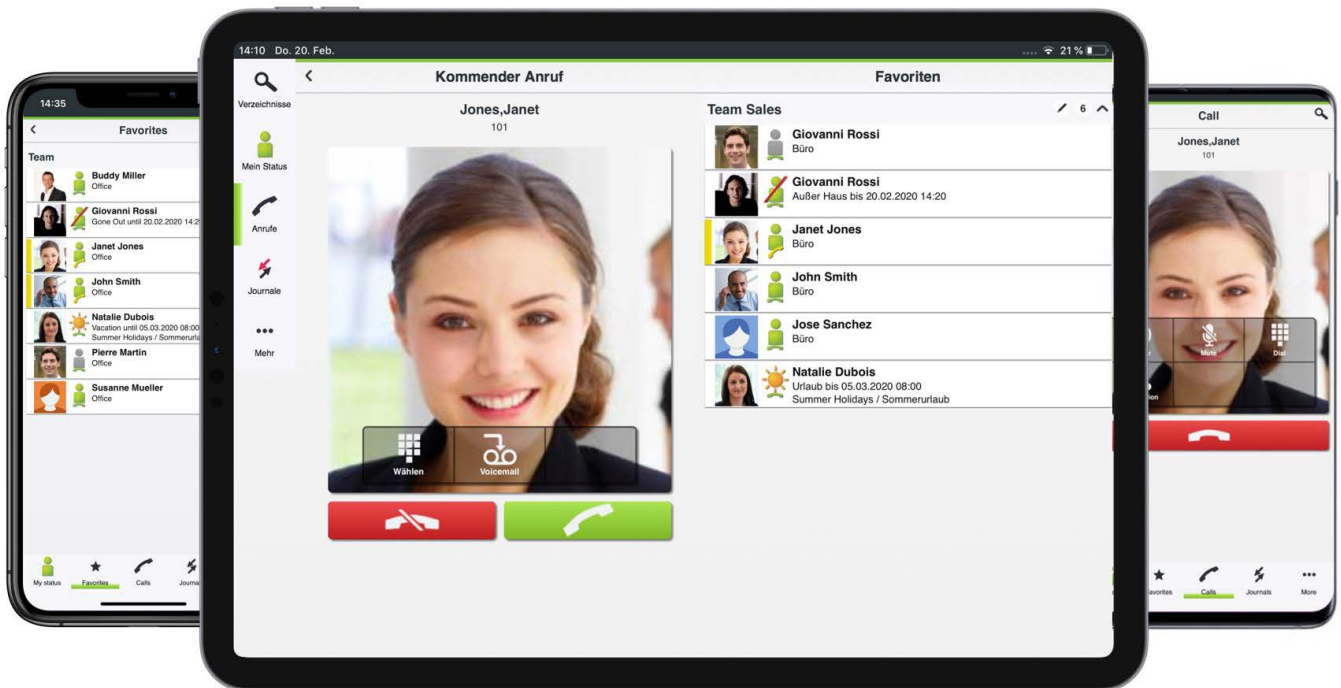 14:35
Favorites
Team
Buddy Miller
Office
Giovanni Rossi
Gone Out until 20.02.2020 14:2
Janet Jones
Office
John Smith
Office
Natalie Dubois
Vacation until 05.03.2020 08:00
Summer Holidays / Sommerurla
Pierre Martin
Office
Susanne Mueller
Office
My status
Favorites
Calls
Journa
14:10 Do. 20. Feb.
21 %
Verzeichnisse
Mein Status
Anrufe
Journale
Mehr
Kommender Anruf
Jones,Janet
101
Wählen
Voicemail
Favoriten
Team Sales
6
Giovanni Rossi
Büro
Giovanni Rossi
Außer Haus bis 20.02.2020 14:20
Janet Jones
Büro
John Smith
Büro
Jose Sanchez
Büro
Natalie Dubois
Urlaub bis 05.03.2020 08:00
Summer Holidays / Sommerurlaub
Call
Jones,Janet
101
Mute
Dial
avorites
Calls
Journals
More